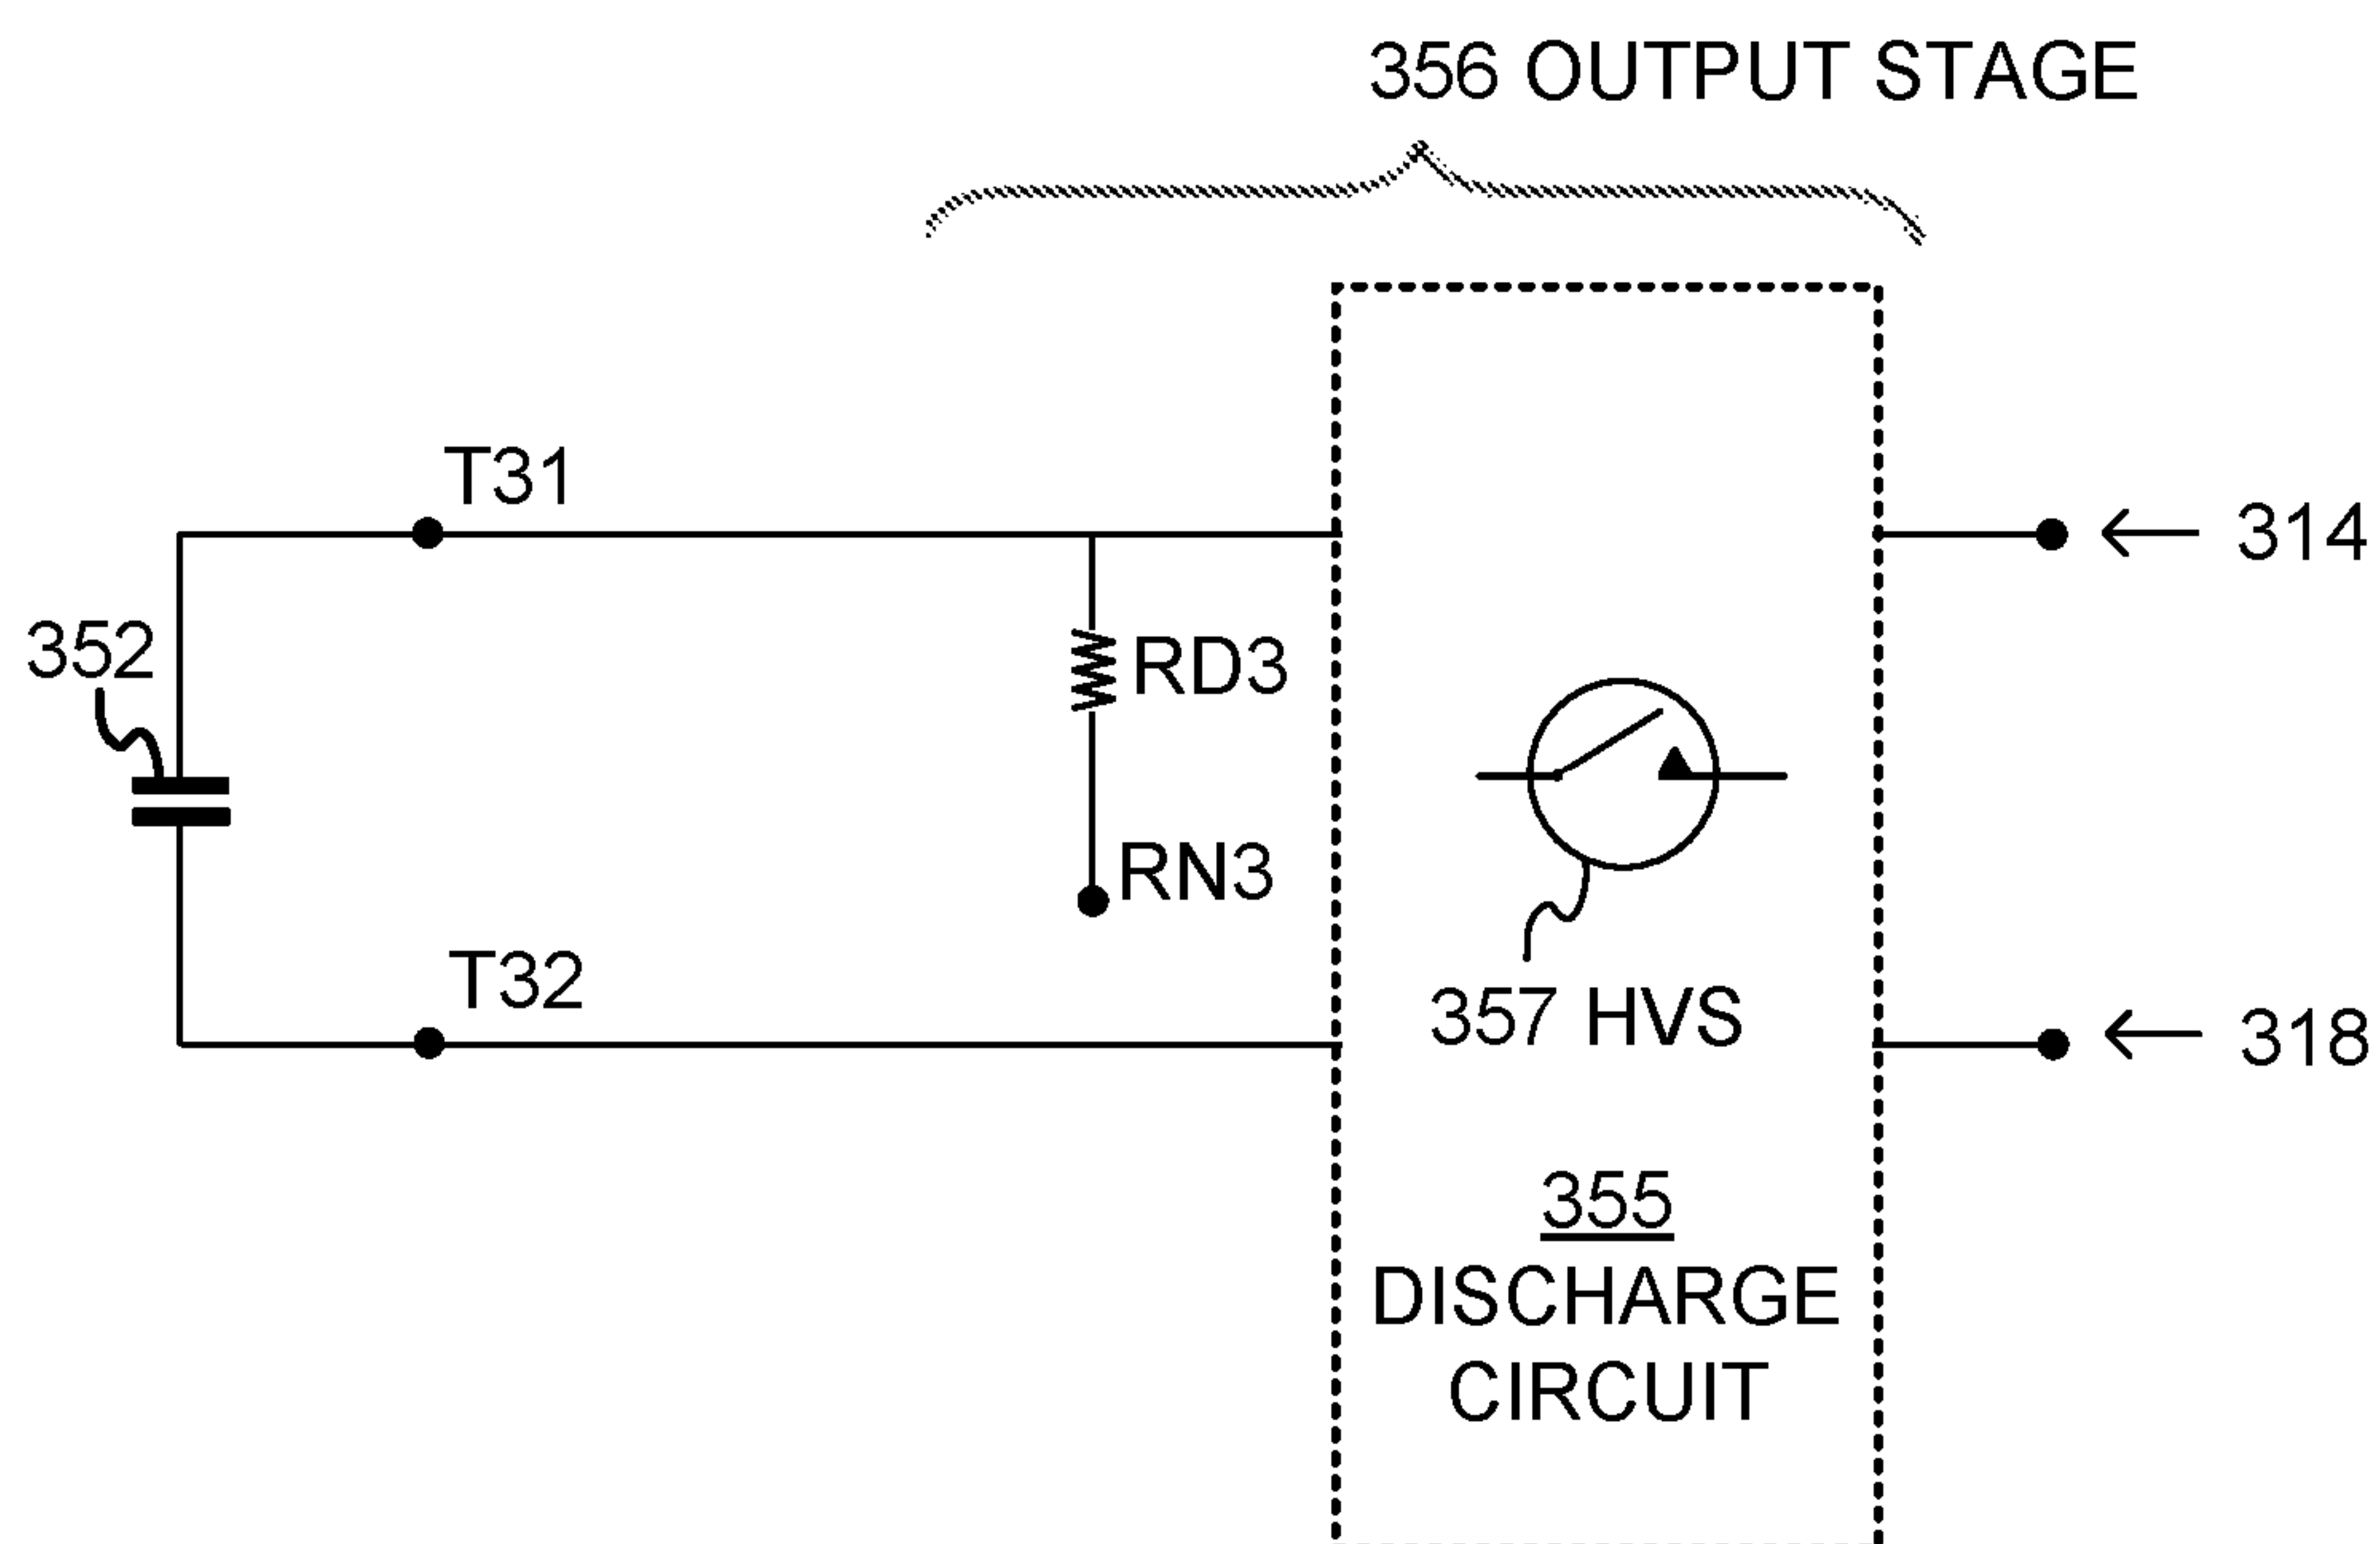 356 OUTPUT STAGE
T31
314
352
RD3
RN3
T32
357 HVS
318
355
DISCHARGE
CIRCUIT